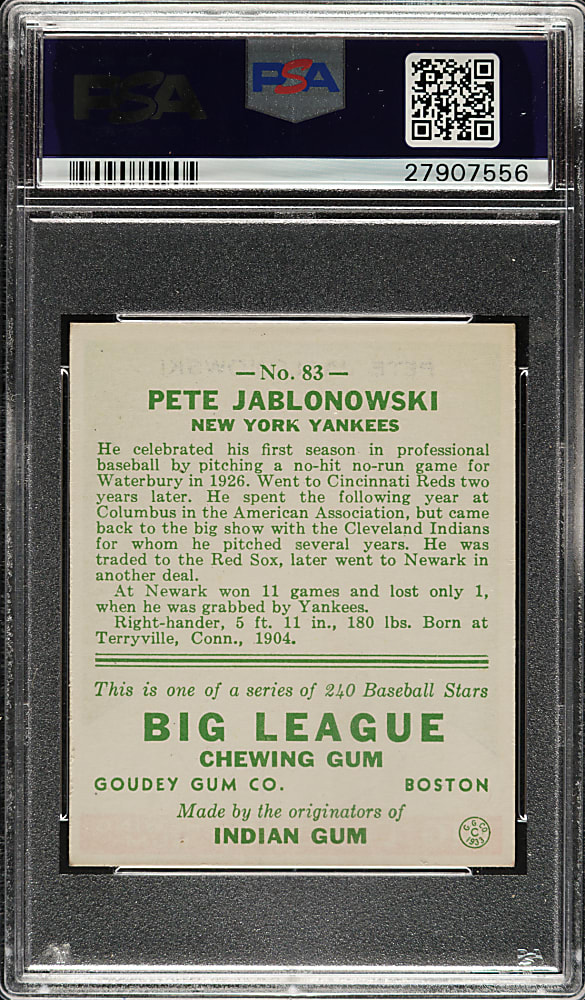 PSA
PSA
27907556
— No. 83 —
PETE JABLONOWSKI
NEW YORK YANKEES
He celebrated his first season in professional
baseball by pitching a no-hit no-run game for
Waterbury in 1926. Went to Cincinnati Reds two
years later. He spent the following year at
Columbus in the American Association, but came
back to the big show with the Cleveland Indians
for whom he pitched several years. He was
traded to the Red Sox, later went to Newark in
another deal.
At Newark won 11 games and lost only 1,
when he was grabbed by Yankees.
Right-hander, 5 ft. 11 in., 180 lbs. Born at
Terryville, Conn., 1904.
This is one of a series of 240 Baseball Stars
BIG LEAGUE
CHEWING GUM
GOUDEY GUM CO. BOSTON
Made by the originators of
INDIAN GUM
G.G.CO.
C
1933